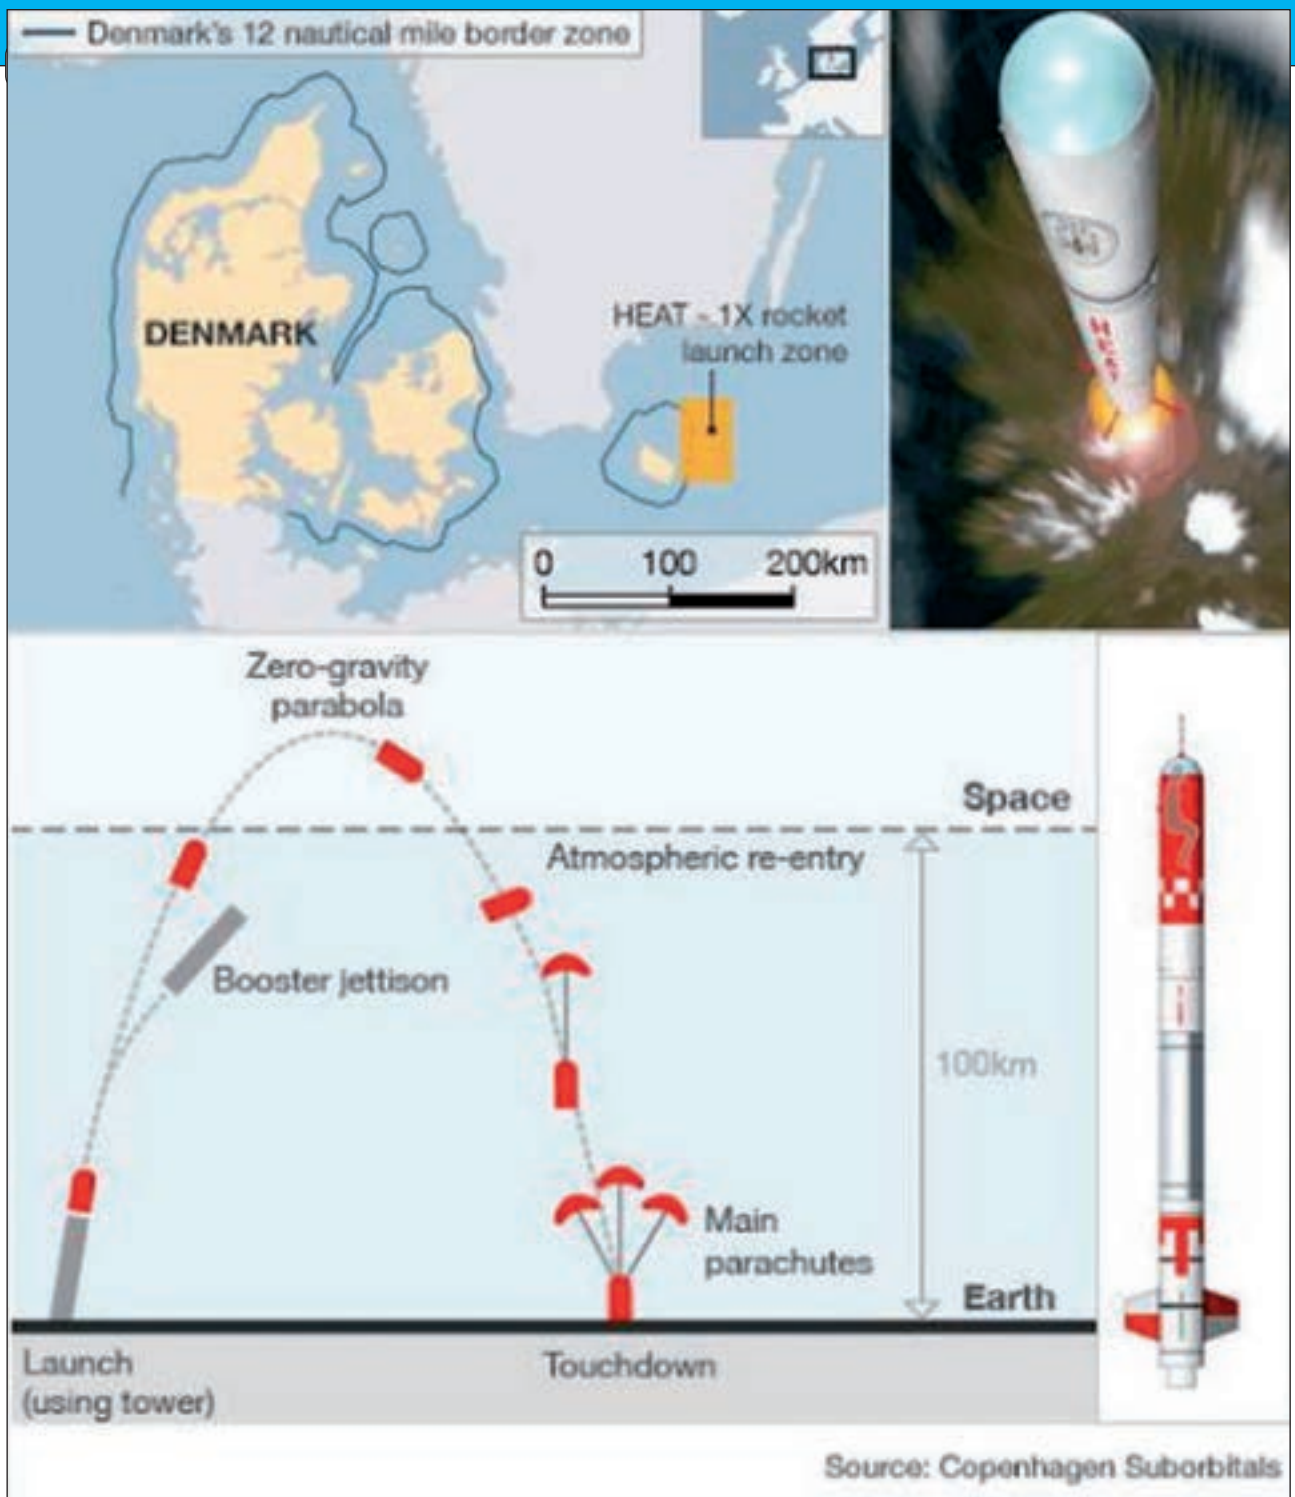 Denmark's 12 nautical mile border zone
DENMARK
HEAT - 1X rocket
launch zone
0 100 200km
HEAT
Zero-gravity
parabola
Space
Atmospheric re-entry
Booster jettison
100km
Main
parachutes
Earth
Launch
(using tower)
Touchdown
Source: Copenhagen Suborbitals